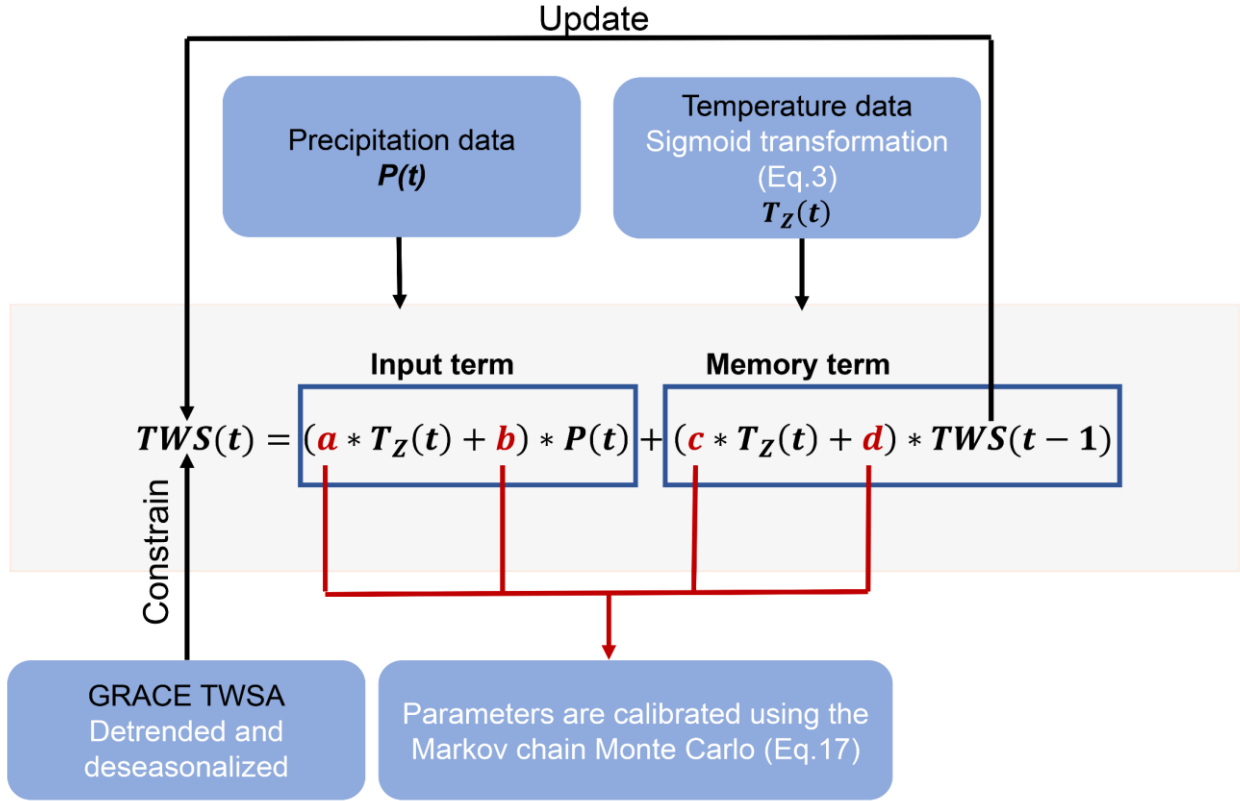 Update
Precipitation data
P(t)
Temperature data
Sigmoid transformation
(Eq.3)
T_Z(t)
Input term
Memory term
TWS(t) = (a * T_Z(t) + b) * P(t) + (c * T_Z(t) + d) * TWS(t − 1)
Constrain
GRACE TWSA
Detrended and
deseasonalized
Parameters are calibrated using the
Markov chain Monte Carlo (Eq.17)